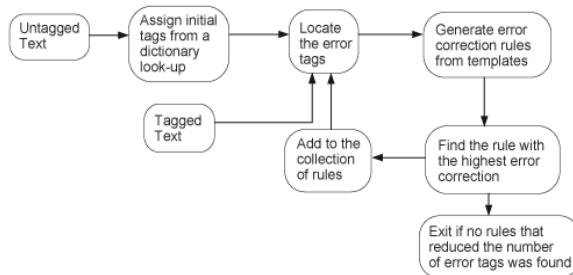 Untagged
Text
Assign initial
tags from a
dictionary
look-up
Locate
the error
tags
Generate error
correction rules
from templates
Tagged
Text
Add to the
collection
of rules
Find the rule with
the highest error
correction
Exit if no rules that
reduced the number
of error tags was found